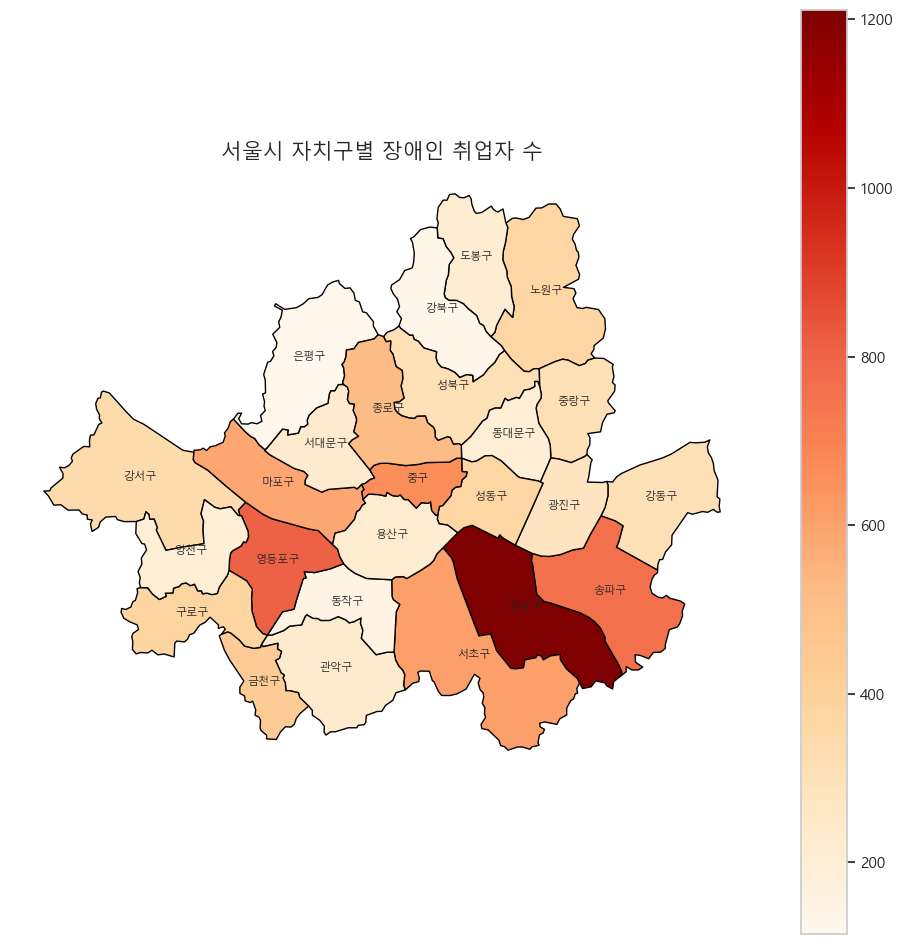 서울시 자치구별 장애인 취업자 수
1200
1000
800
600
400
200
도봉구
노원구
강북구
은평구
성북구
중랑구
종로구
동대문구
서대문구
강서구
마포구
중구
성동구
광진구
강동구
용산구
양천구
영등포구
송파구
동작구
구로구
서초구
관악구
금천구